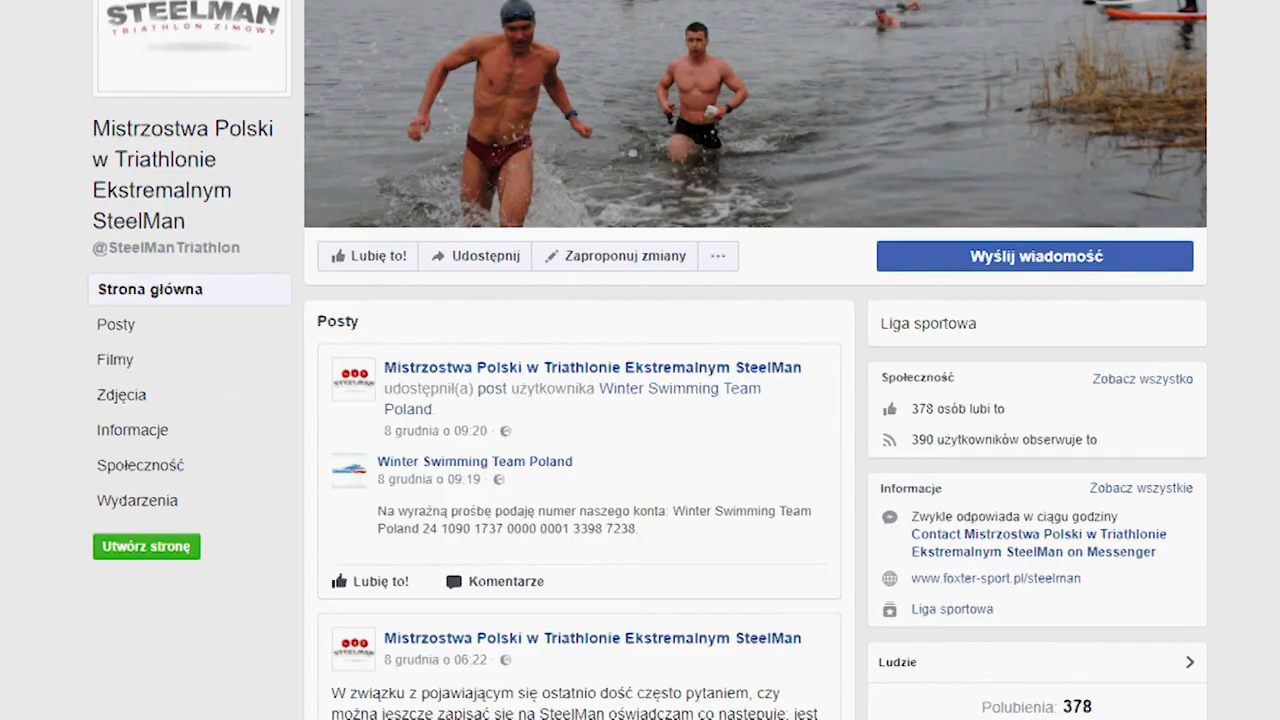 STEELMAN
TRIATHLON ZIMOWY
Mistrzostwa Polski
w Triathlonie
Ekstremalnym
SteelMan
@SteelManTriathlon
Strona główna
Posty
Filmy
Zdjęcia
Informacje
Społeczność
Wydarzenia
Utwórz stronę
Lubię to!
Udostępnij
Zaproponuj zmiany
Wyślij wiadomość
Posty
STEELMAN
Mistrzostwa Polski w Triathlonie Ekstremalnym SteelMan
udostępnił(a) post użytkownika Winter Swimming Team
Poland.
8 grudnia o 09:20 ·
Winter Swimming Team Poland
8 grudnia o 09:19 ·
Na wyraźną prośbę podaję numer naszego konta: Winter Swimming Team
Poland 24 1090 1737 0000 0001 3398 7238.
Lubię to!
Komentarze
STEELMAN
Mistrzostwa Polski w Triathlonie Ekstremalnym SteelMan
8 grudnia o 06:22 ·
W związku z pojawiającym się ostatnio dość często pytaniem, czy
można jeszcze zapisać się na SteelMan oświadczam co następuje: jest
Liga sportowa
Społeczność
Zobacz wszystko
378 osób lubi to
390 użytkowników obserwuje to
Informacje
Zobacz wszystkie
Zwykle odpowiada w ciągu godziny
Contact Mistrzostwa Polski w Triathlonie
Ekstremalnym SteelMan on Messenger
www.foxter-sport.pl/steelman
Liga sportowa
Ludzie
Polubienia: 378